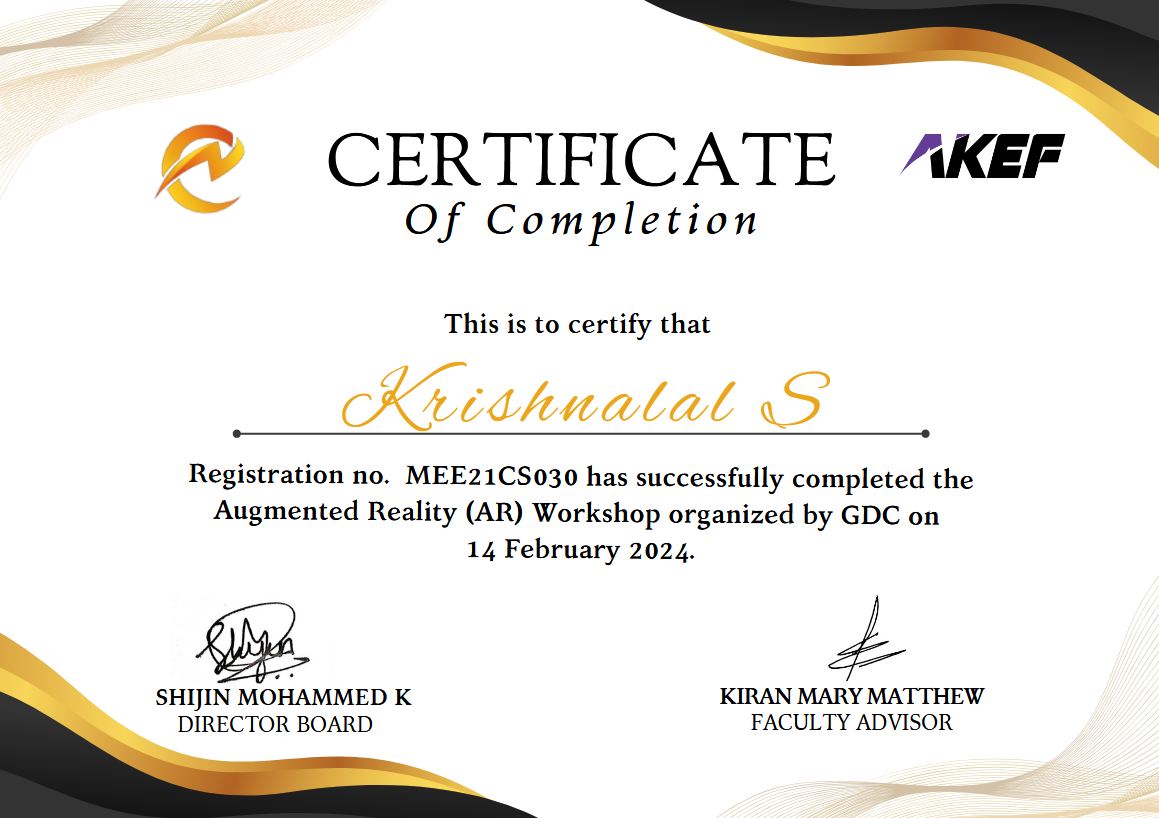 CERTIFICATE
AKEF
Of Completion
This is to certify that
Krishnalal S
Registration no. MEE21CS030 has successfully completed the
Augmented Reality (AR) Workshop organized by GDC on
14 February 2024.
Shijin
SHIJIN MOHAMMED K
DIRECTOR BOARD
KIRAN MARY MATTHEW
FACULTY ADVISOR